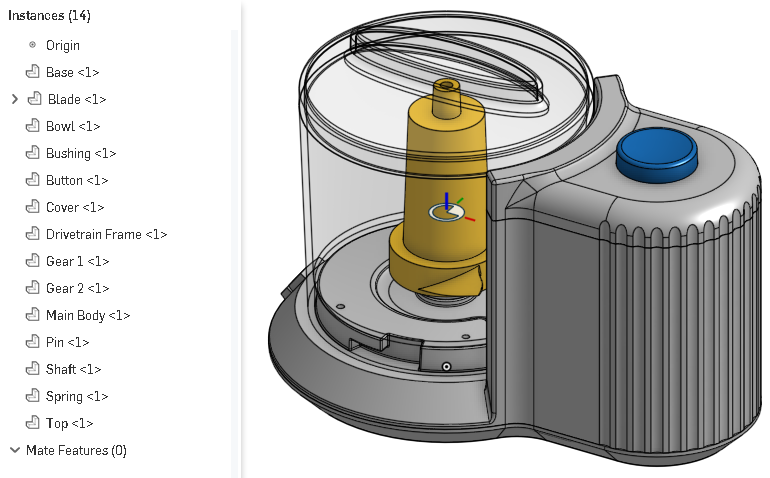 Instances (14)
Origin
Base <1>
Blade <1>
Bowl <1>
Bushing <1>
Button <1>
Cover <1>
Drivetrain Frame <1>
Gear 1 <1>
Gear 2 <1>
Main Body <1>
Pin <1>
Shaft <1>
Spring <1>
Top <1>
Mate Features (0)